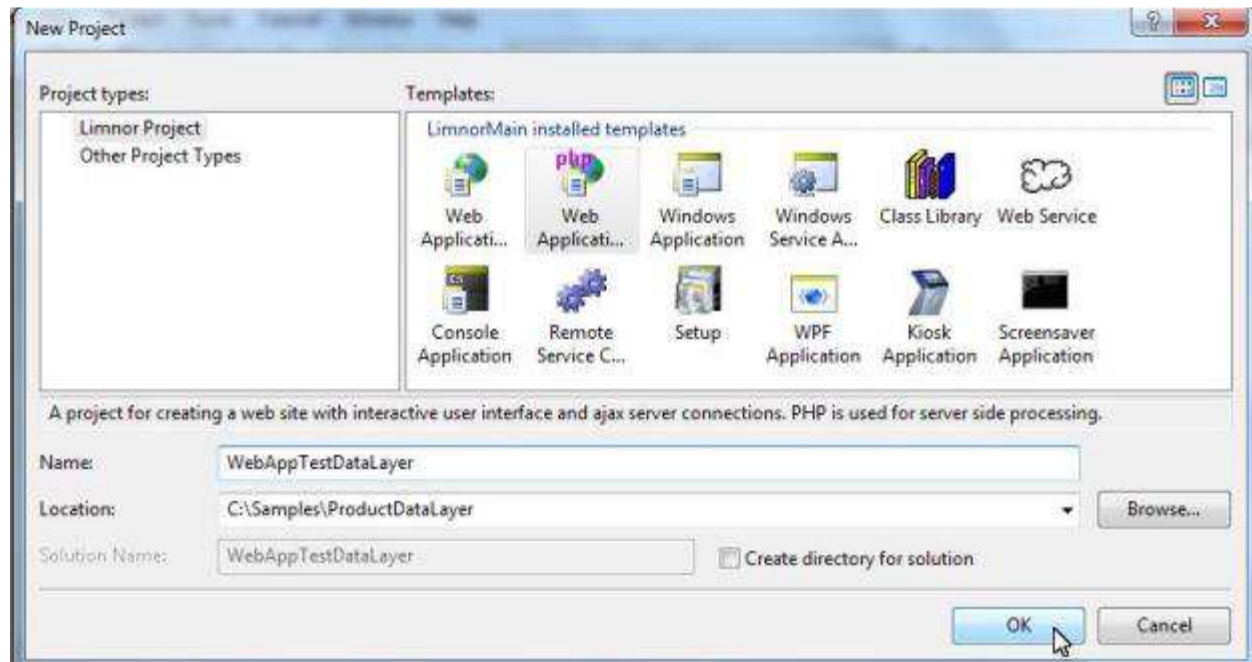 New Project
Project types:
Templates:
Limnor Project
Other Project Types
LimnorMain installed templates
php
Web Applicati...
Web Applicati...
Windows Application
Windows Service A...
Class Library
Web Service
Console Application
Remote Service C...
Setup
WPF Application
Kiosk Application
Screensaver Application
A project for creating a web site with interactive user interface and ajax server connections. PHP is used for server side processing.
Name:
WebAppTestDataLayer
Location:
C:\Samples\ProductDataLayer
Browse...
Solution Name:
WebAppTestDataLayer
Create directory for solution
OK
Cancel